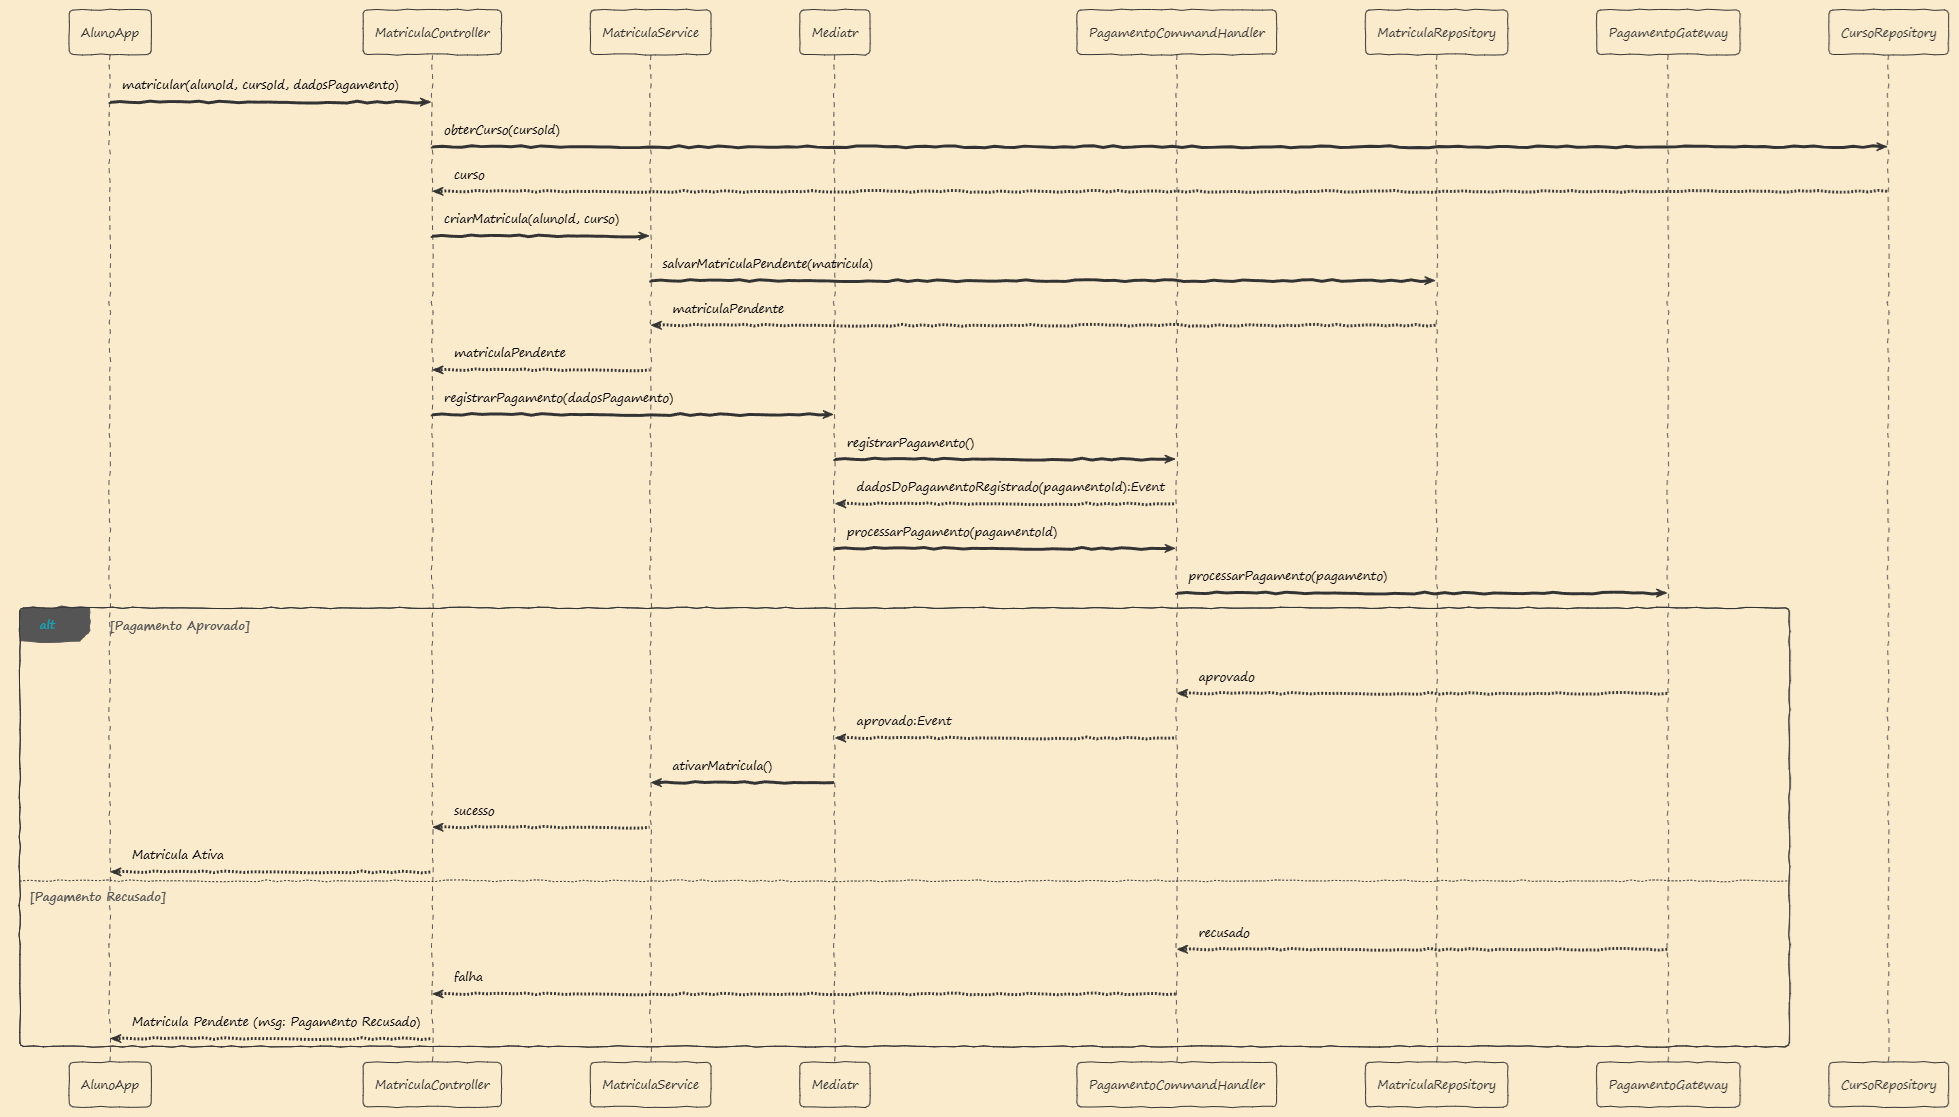 AlunoApp
MatriculaController
MatriculaService
Mediatr
PagamentoCommandHandler
MatriculaRepository
PagamentoGateway
CursoRepository
matricular(alunoId, cursoId, dadosPagamento)
obterCurso(cursoId)
curso
criarMatricula(alunoId, curso)
salvarMatriculaPendente(matricula)
matriculaPendente
matriculaPendente
registrarPagamento(dadosPagamento)
registrarPagamento()
dadosDoPagamentoRegistrado(pagamentoId):Event
processarPagamento(pagamentoId)
processarPagamento(pagamento)
alt
[Pagamento Aprovado]
aprovado
aprovado:Event
ativarMatricula()
sucesso
Matricula Ativa
[Pagamento Recusado]
recusado
falha
Matricula Pendente (msg: Pagamento Recusado)
AlunoApp
MatriculaController
MatriculaService
Mediatr
PagamentoCommandHandler
MatriculaRepository
PagamentoGateway
CursoRepository